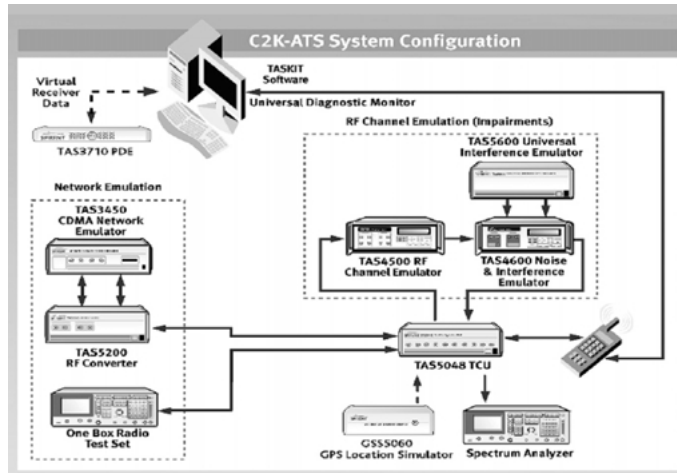 C2K-ATS System Configuration
Virtual
Receiver
Data
TASKIT
Software
Universal Diagnostic Monitor
TAS3710 PDE
RF Channel Emulation (Impairments)
TAS5600 Universal
Interference Emulator
Network Emulation
TAS3450
CDMA Network
Emulator
TAS4500 RF
Channel Emulator
TAS4600 Noise
& Interference
Emulator
TAS5200
RF Converter
TAS5048 TCU
One Box Radio
Test Set
GSS5060
GPS Location Simulator
Spectrum Analyzer